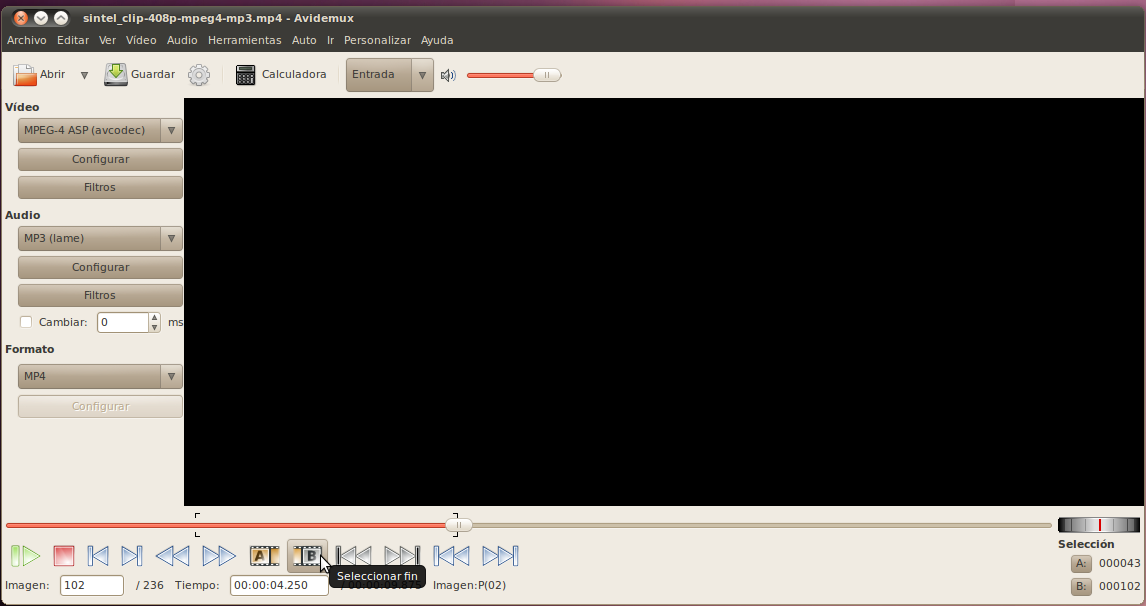 sintel_clip-408p-mpeg4-mp3.mp4 - Avidemux
Archivo Editar Ver Vídeo Audio Herramientas Auto Ir Personalizar Ayuda
Abrir Guardar Calculadora Entrada
Vídeo
MPEG-4 ASP (avcodec)
Configurar
Filtros
Audio
MP3 (lame)
Configurar
Filtros
Cambiar: 0 ms
Formato
MP4
Configurar
A B
Seleccionar fin
Imagen: 102 / 236 Tiempo: 00:00:04.250 Imagen:P(02)
Selección
A: 000043
B: 000102